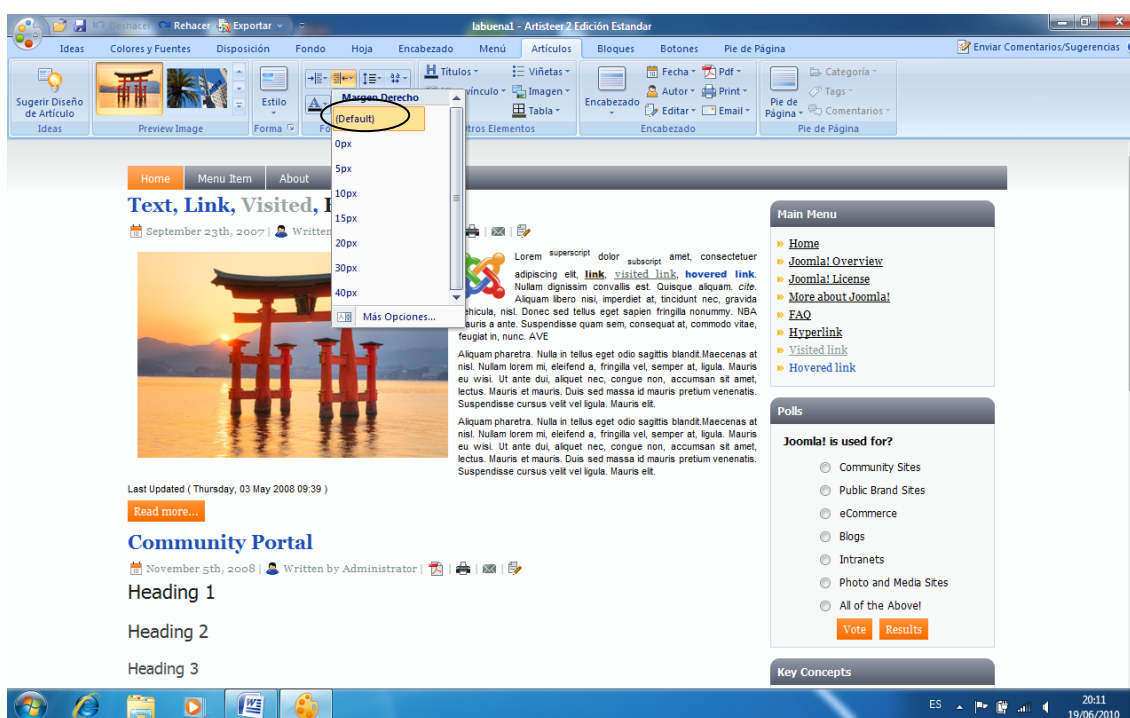 Deshacer Rehacer Exportar labuena1 - Artisteer 2 Edición Estandar
Ideas Colores y Fuentes Disposición Fondo Hoja Encabezado Menú Artículos Bloques Botones Pie de Página Enviar Comentarios/Sugerencias
Sugerir Diseño de Artículo
Ideas
Preview Image
Estilo
Forma
Títulos Viñetas
vínculo Imagen
Tabla
Otros Elementos
Encabezado
Fecha Pdf
Autor Print
Editar Email
Encabezado
Pie de Página
Categoría
Tags
Comentarios
Pie de Página
Margen Derecho
(Default)
0px
5px
10px
15px
20px
30px
40px
Más Opciones...
Home Menu Item About
Text, Link, Visited,
September 23th, 2007 | Written
Lorem superscript dolor subscript amet, consectetuer
adipiscing elit, link, visited link, hovered link.
Nullam dignissim convallis est. Quisque aliquam. cite.
Aliquam libero nisi, imperdiet at, tincidunt nec, gravida
vehicula, nisl. Donec sed tellus eget sapien fringilla nonummy. NBA
mauris a ante. Suspendisse quam sem, consequat at, commodo vitae,
feugiat in, nunc. AVE
Aliquam pharetra. Nulla in tellus eget odio sagittis blandit.Maecenas at
nisl. Nullam lorem mi, eleifend a, fringilla vel, semper at, ligula. Mauris
eu wisi. Ut ante dui, aliquet nec, congue non, accumsan sit amet,
lectus. Mauris et mauris. Duis sed massa id mauris pretium venenatis.
Suspendisse cursus velit vel ligula. Mauris elit.
Aliquam pharetra. Nulla in tellus eget odio sagittis blandit.Maecenas at
nisl. Nullam lorem mi, eleifend a, fringilla vel, semper at, ligula. Mauris
eu wisi. Ut ante dui, aliquet nec, congue non, accumsan sit amet,
lectus. Mauris et mauris. Duis sed massa id mauris pretium venenatis.
Suspendisse cursus velit vel ligula. Mauris elit.
Last Updated ( Thursday, 03 May 2008 09:39 )
Read more...
Community Portal
November 5th, 2008 | Written by Administrator |
Heading 1
Heading 2
Heading 3
Main Menu
Home
Joomla! Overview
Joomla! License
More about Joomla!
FAQ
Hyperlink
Visited link
Hovered link
Polls
Joomla! is used for?
Community Sites
Public Brand Sites
eCommerce
Blogs
Intranets
Photo and Media Sites
All of the Above!
Vote Results
Key Concepts
ES 20:11
19/06/2010